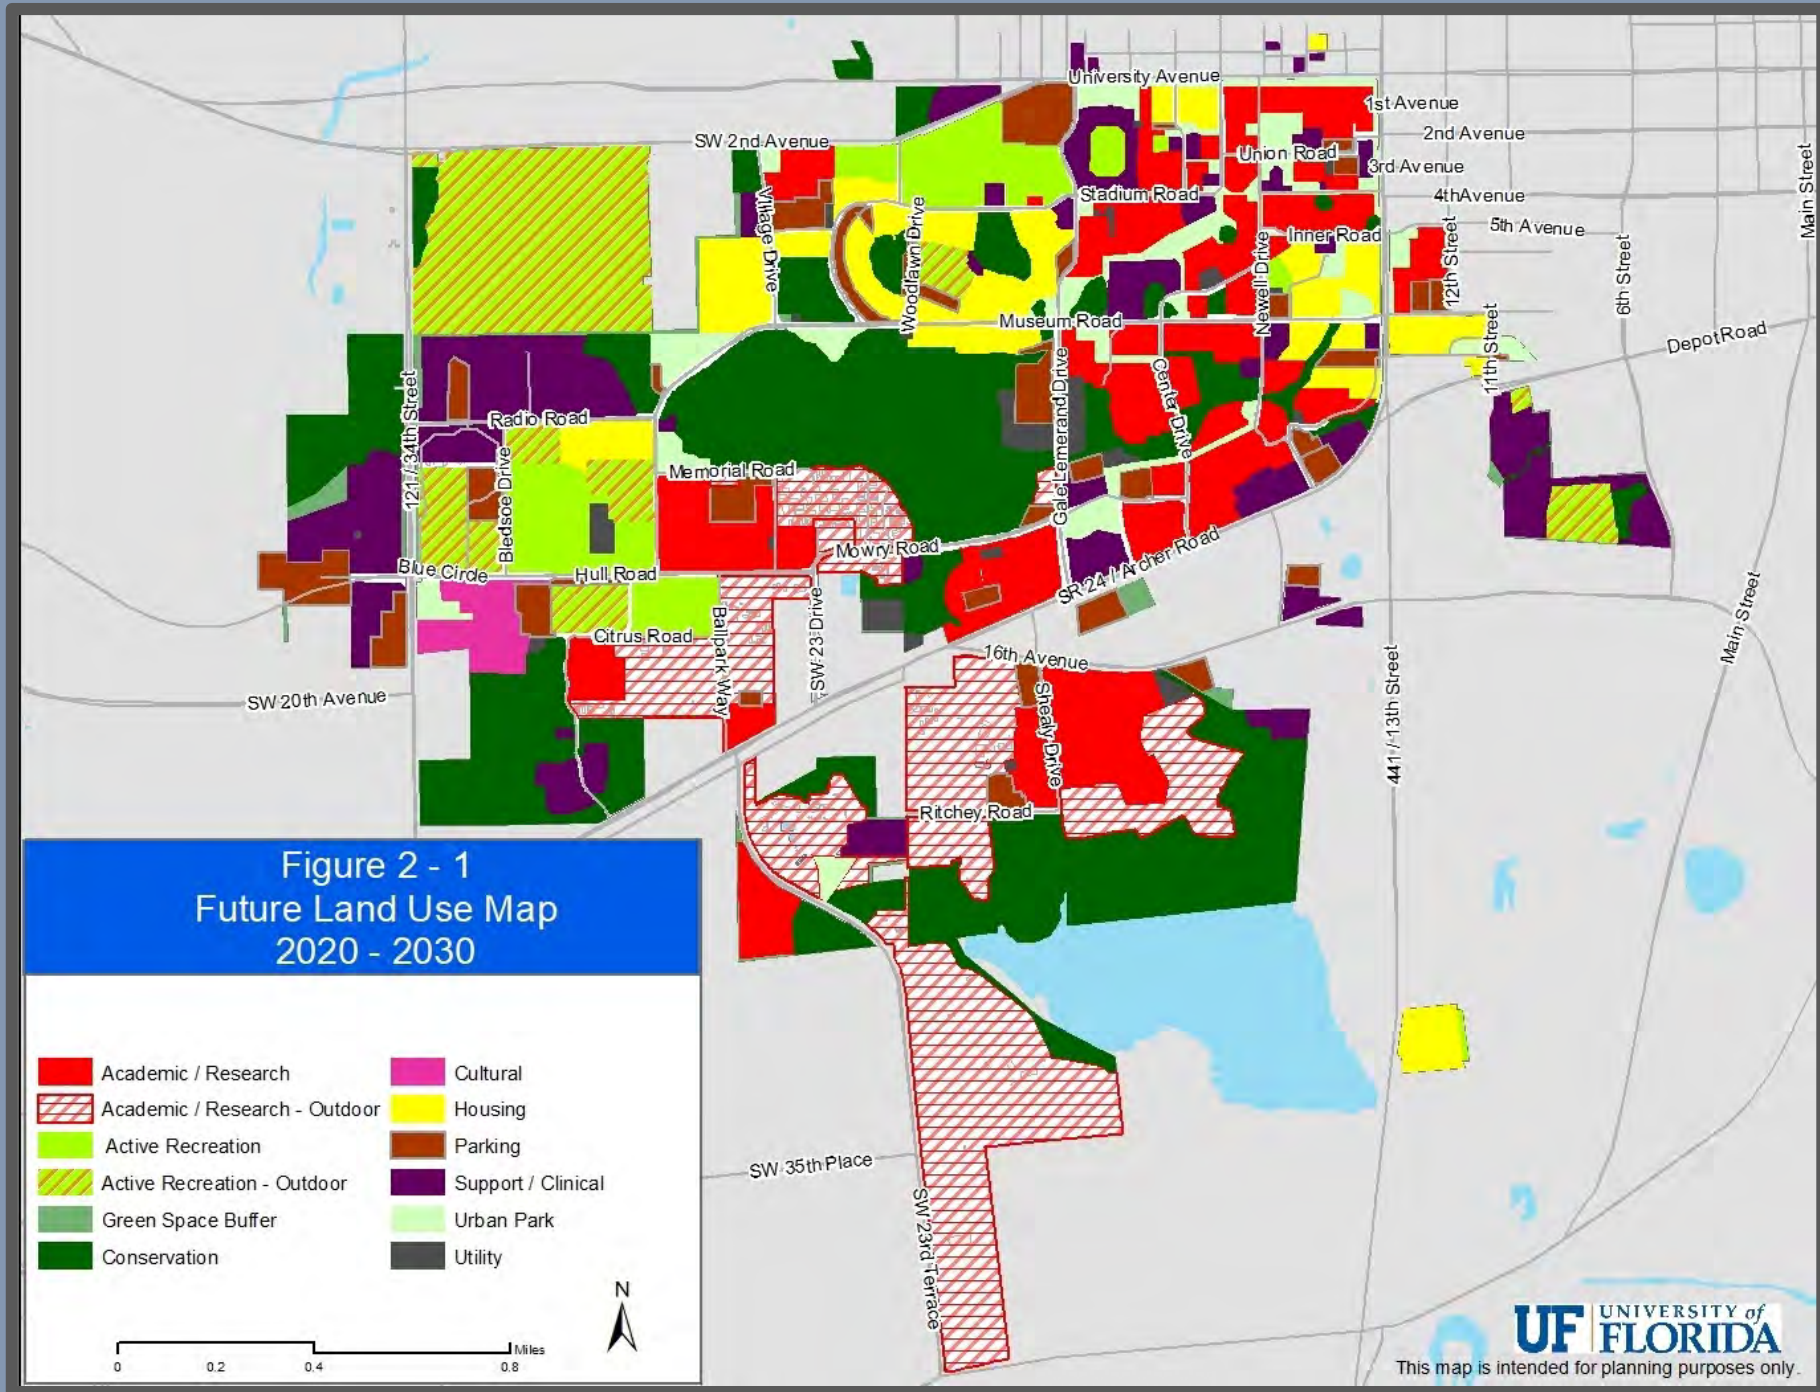 University Avenue
1st Avenue
SW 2nd Avenue
2nd Avenue
Union Road
3rd Avenue
Stadium Road
4thAvenue
Village Drive
Woodlawn Drive
Inner Road
5th Avenue
12th Street
Newell Drive
6th Street
Main Street
Museum Road
11th Street
Depot Road
Gale Lemerand Drive
Center Drive
121 / 34th Street
Radio Road
Bledsoe Drive
Memorial Road
Mowry Road
SR 24 / Archer Road
Blue Circle
Hull Road
Citrus Road
Ballpark Way
SW 23 Drive
16th Avenue
Shealy Drive
441 / 13th Street
Main Street
SW 20th Avenue
Ritchey Road
SW 35th Place
SW 23rd Terrace
Figure 2 - 1
Future Land Use Map
2020 - 2030
Academic / Research
Academic / Research - Outdoor
Active Recreation
Active Recreation - Outdoor
Green Space Buffer
Conservation
Cultural
Housing
Parking
Support / Clinical
Urban Park
Utility
N
Miles
0 0.2 0.4 0.8
UF UNIVERSITY of
FLORIDA
This map is intended for planning purposes only.